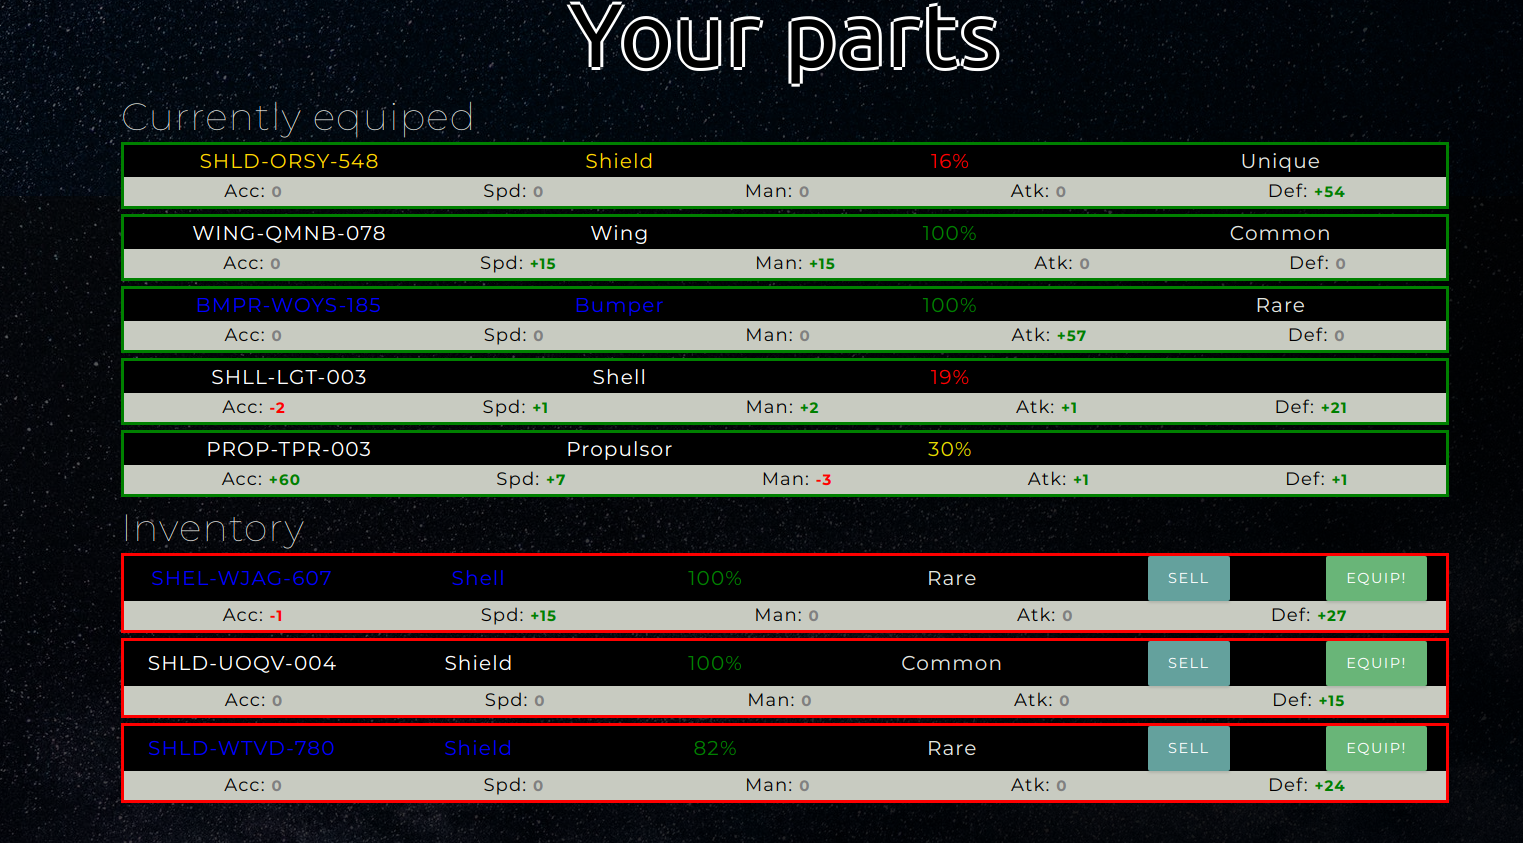 Your parts
Currently equiped
SHLD-ORSY-548 Shield 16% Unique
Acc: 0 Spd: 0 Man: 0 Atk: 0 Def: +54
WING-QMNB-078 Wing 100% Common
Acc: 0 Spd: +15 Man: +15 Atk: 0 Def: 0
BMPR-WOYS-185 Bumper 100% Rare
Acc: 0 Spd: 0 Man: 0 Atk: +57 Def: 0
SHLL-LGT-003 Shell 19%
Acc: -2 Spd: +1 Man: +2 Atk: +1 Def: +21
PROP-TPR-003 Propulsor 30%
Acc: +60 Spd: +7 Man: -3 Atk: +1 Def: +1
Inventory
SHEL-WJAG-607 Shell 100% Rare SELL EQUIP!
Acc: -1 Spd: +15 Man: 0 Atk: 0 Def: +27
SHLD-UOQV-004 Shield 100% Common SELL EQUIP!
Acc: 0 Spd: 0 Man: 0 Atk: 0 Def: +15
SHLD-WTVD-780 Shield 82% Rare SELL EQUIP!
Acc: 0 Spd: 0 Man: 0 Atk: 0 Def: +24